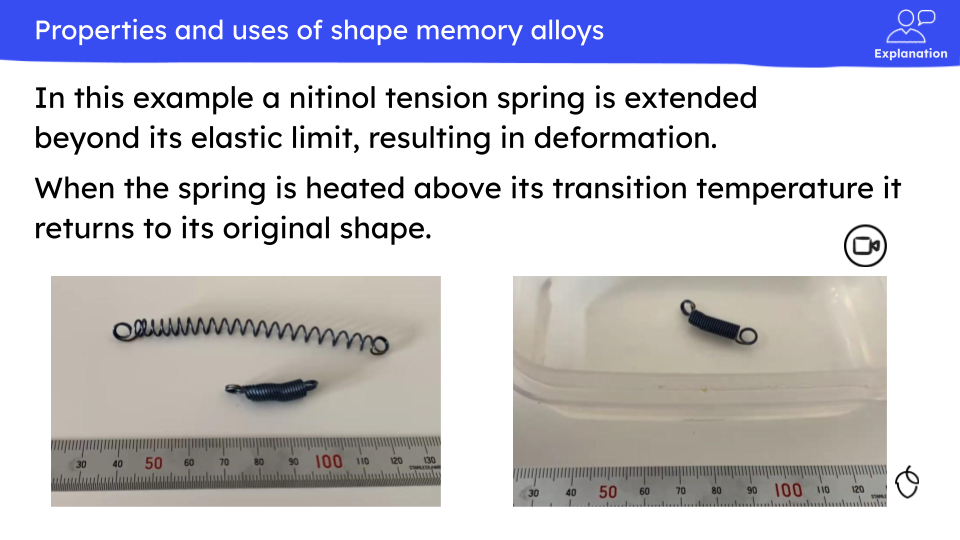 Properties and uses of shape memory alloys
Explanation
In this example a nitinol tension spring is extended
beyond its elastic limit, resulting in deformation.
When the spring is heated above its transition temperature it
returns to its original shape.
30 40 50 60 70 80 90 100 110 120 130
30 40 50 60 70 80 90 100 110 120